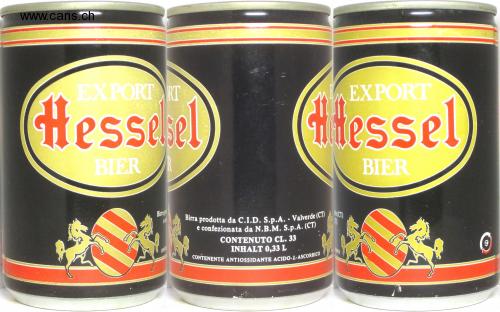 www.cans.ch
EXPORT
Hessel
BIER
Birra prodotta da C.I.D. S.p.A. - Valverde (CT)
e confezionata da N.B.M. S.p.A. (CT)
CONTENUTO CL. 33
INHALT 0,33 L
CONTENENTE ANTIOSSIDANTE ACIDO-L-ASCORBICO
EXPORT
Hessel
BIER